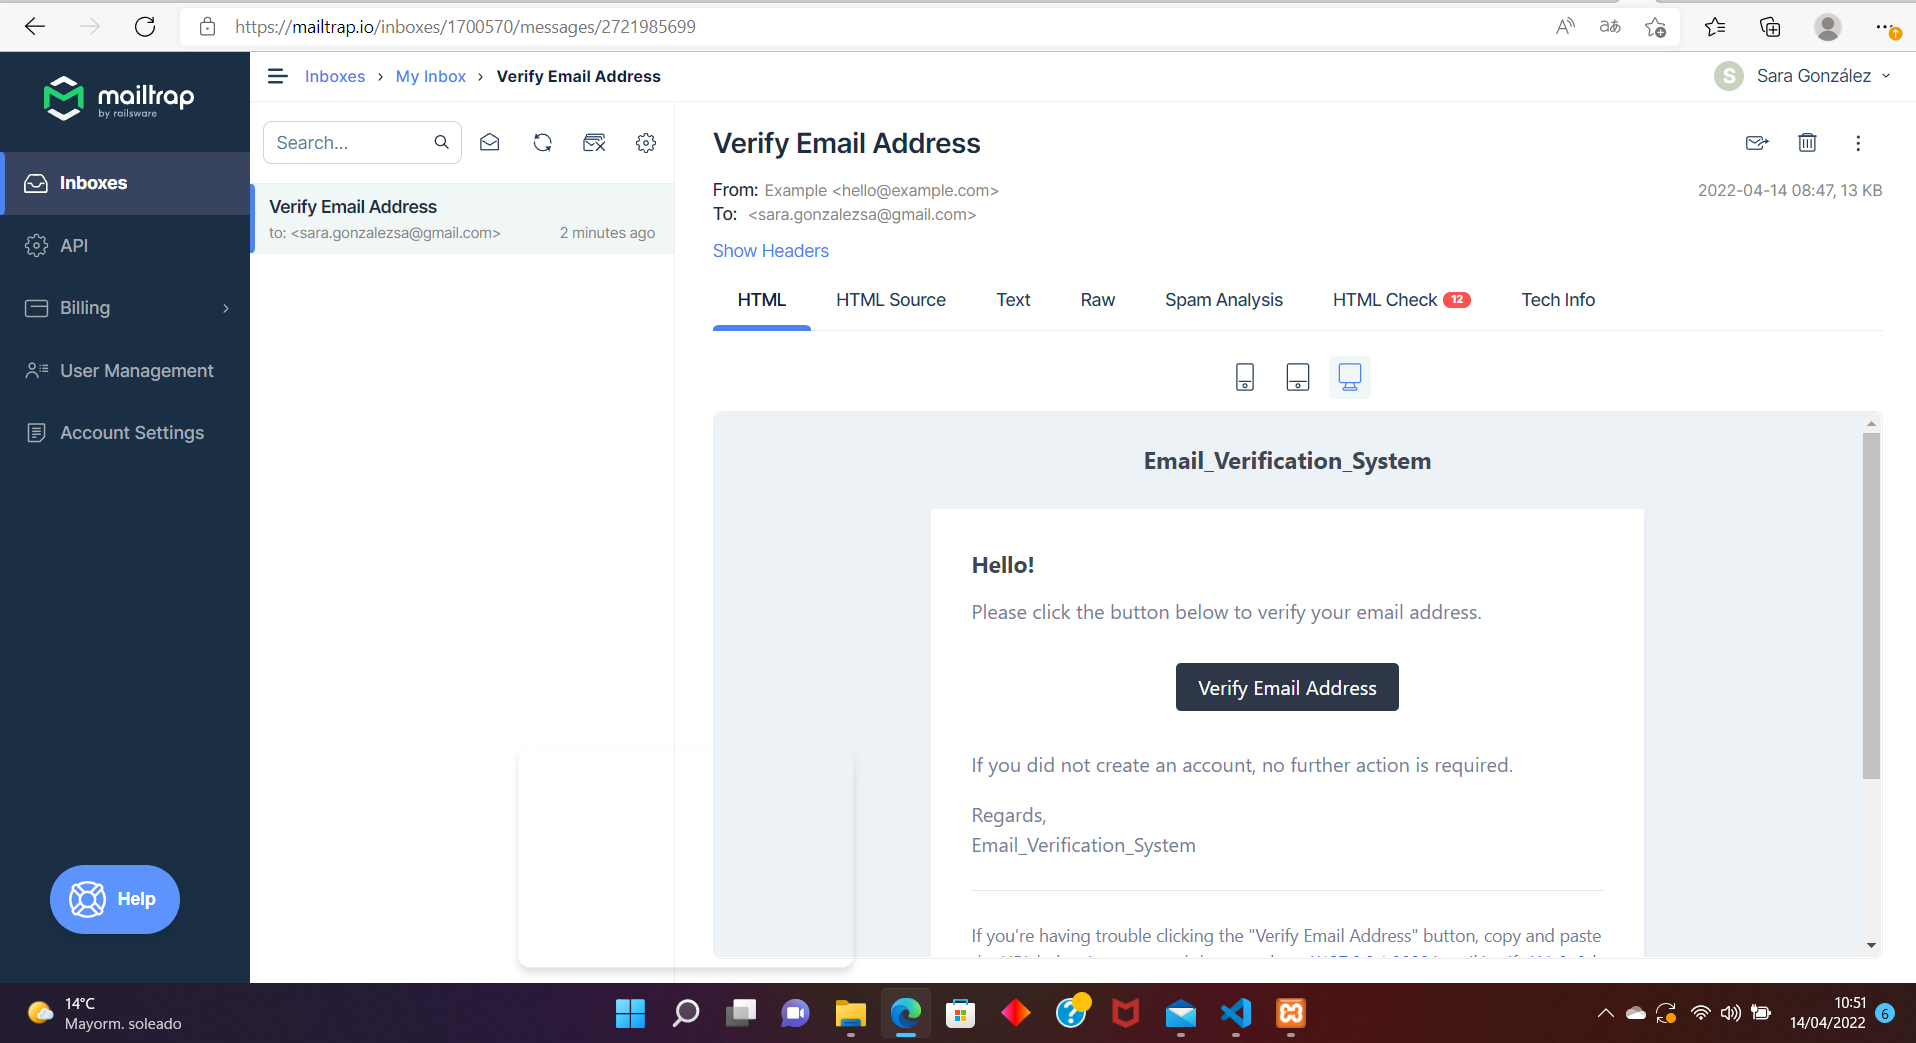 https://mailtrap.io/inboxes/1700570/messages/2721985699
mailtrap
by railsware
Inboxes
API
Billing
User Management
Account Settings
Help
Inboxes › My Inbox › Verify Email Address
S Sara González
Search...
Verify Email Address
to: <sara.gonzalezsa@gmail.com> 2 minutes ago
Verify Email Address
From: Example <hello@example.com>
2022-04-14 08:47, 13 KB
To: <sara.gonzalezsa@gmail.com>
Show Headers
HTML HTML Source Text Raw Spam Analysis HTML Check 12 Tech Info
Email_Verification_System
Hello!
Please click the button below to verify your email address.
Verify Email Address
If you did not create an account, no further action is required.
Regards,
Email_Verification_System
If you're having trouble clicking the "Verify Email Address" button, copy and paste
14°C
Mayorm. soleado
10:51
14/04/2022
6